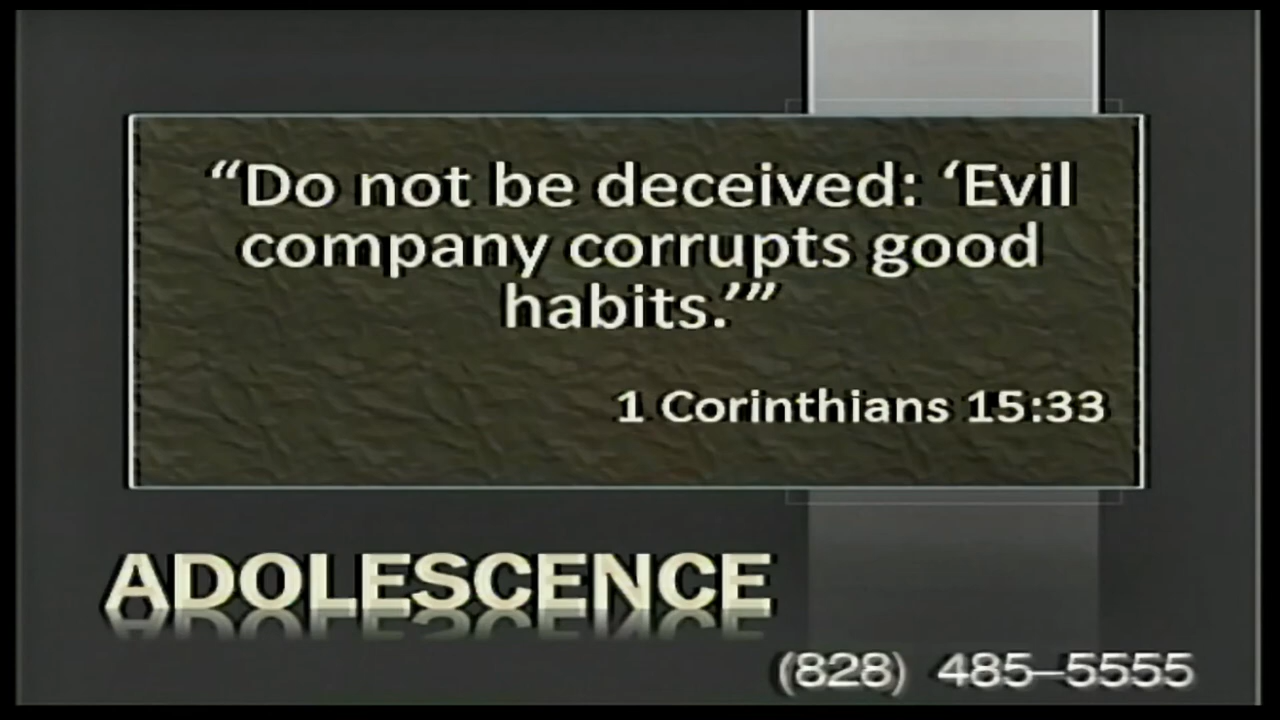 “Do not be deceived: ‘Evil
company corrupts good
habits.’”
1 Corinthians 15:33
ADOLESCENCE
(828) 485–5555